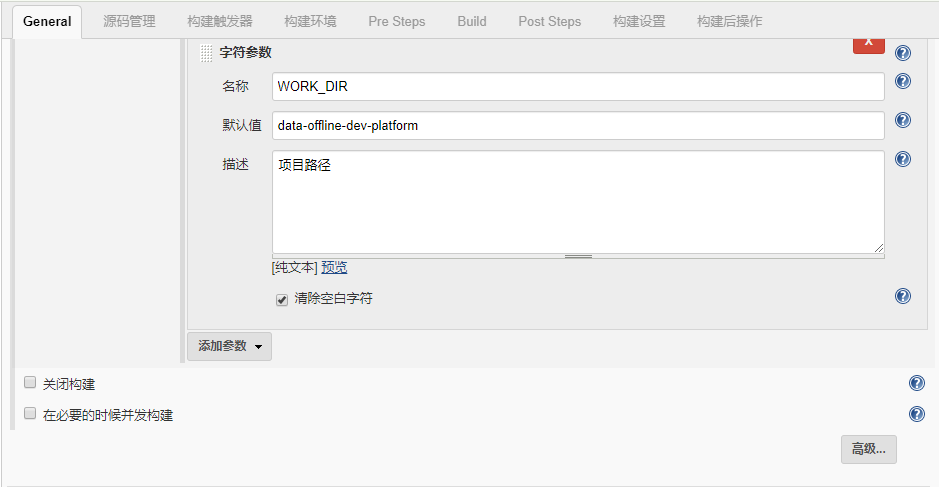 General 源码管理 构建触发器 构建环境 Pre Steps Build Post Steps 构建设置 构建后操作
X
字符参数
名称 WORK_DIR
默认值 data-offline-dev-platform
描述 项目路径
[纯文本] 预览
清除空白字符
添加参数
关闭构建
在必要的时候并发构建
高级...